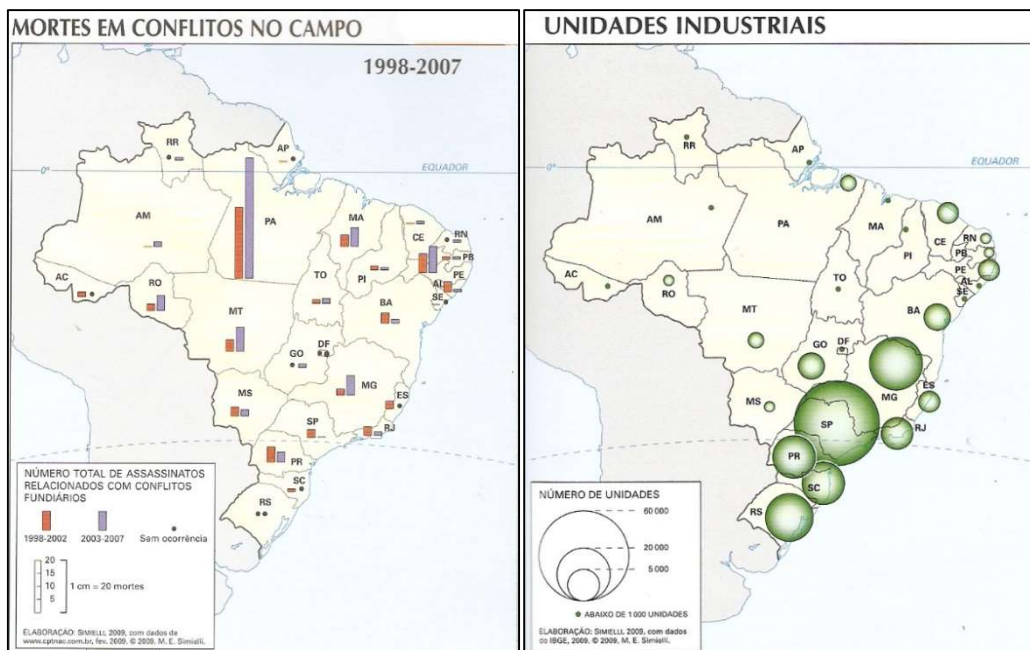 MORTES EM CONFLITOS NO CAMPO
1998-2007
RR
AP
0°
EQUADOR
AM
PA
MA
CE
RN
PB
PE
AL
SE
PI
AC
RO
TO
BA
MT
GO
DF
MG
ES
MS
SP
RJ
PR
SC
RS
NÚMERO TOTAL DE ASSASSINATOS
RELACIONADOS COM CONFLITOS
FUNDIÁRIOS
1998-2002
2003-2007
Sem ocorrência
20
15
10
5
1 cm = 20 mortes
ELABORAÇÃO: SIMIELLI, 2009, com dados de
www.cptnac.com.br, fev. 2009. © 2009, M. E. Simielli.
UNIDADES INDUSTRIAIS
RR
AP
0°
EQUADOR
AM
PA
MA
CE
RN
PB
PE
AL
SE
PI
AC
RO
TO
BA
MT
GO
DF
MG
ES
MS
SP
RJ
PR
SC
RS
NÚMERO DE UNIDADES
60 000
20 000
5 000
ABAIXO DE 1 000 UNIDADES
ELABORAÇÃO: SIMIELLI, 2009, com dados
do IBGE, 2009. © 2009, M. E. Simielli.